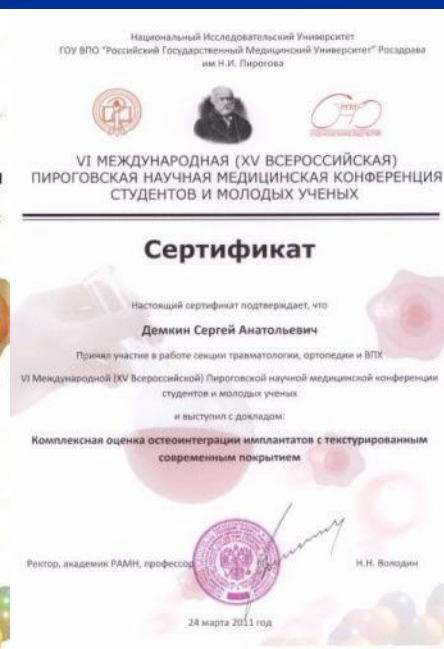 Национальный Исследовательский Университет
ГОУ ВПО "Российский Государственный Медицинский Университет" Росздрава
им Н.И. Пирогова
VI МЕЖДУНАРОДНАЯ (XV ВСЕРОССИЙСКАЯ)
ПИРОГОВСКАЯ НАУЧНАЯ МЕДИЦИНСКАЯ КОНФЕРЕНЦИЯ
СТУДЕНТОВ И МОЛОДЫХ УЧЕНЫХ
Сертификат
Настоящий сертификат подтверждает, что
Демкин Сергей Анатольевич
Принял участие в работе секции травматологии, ортопедии и ВПХ
VI Международной (XV Всероссийской) Пироговской научной медицинской конференции
студентов и молодых ученых
и выступил с докладом:
Комплексная оценка остеоинтеграции имплантатов с текстурированным
современным покрытием
Ректор, академик РАМН, профессор
Н.Н. Володин
24 марта 2011 год